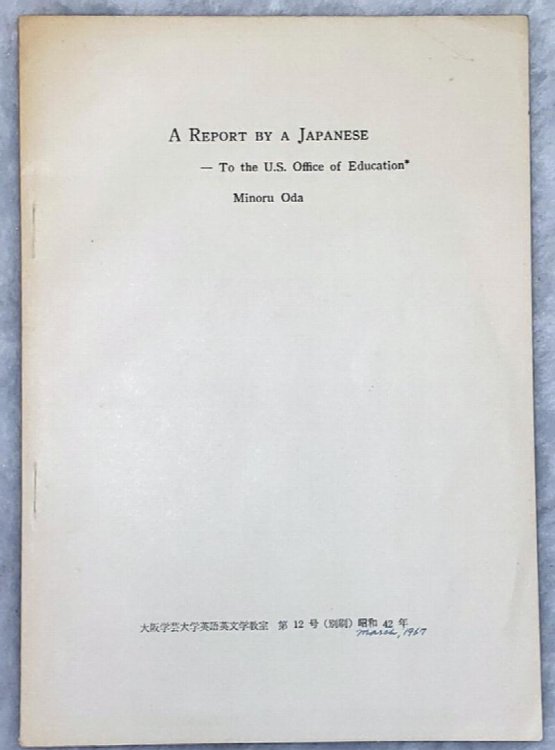 A REPORT BY A JAPANESE
— To the U.S. Office of Education*
Minoru Oda
大阪学芸大学英語英文学教室 第 12 号 (別刷) 昭和 42 年
March, 1967